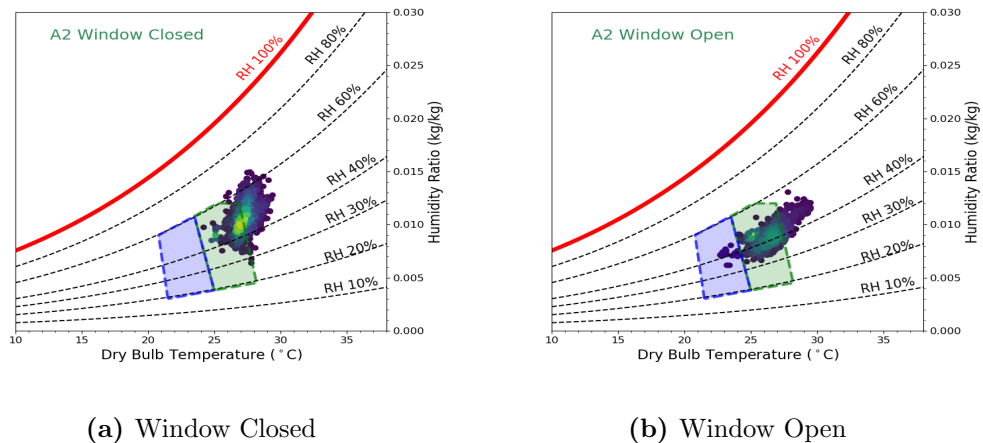 A2 Window Closed
RH 100%
RH 80%
RH 60%
RH 40%
RH 30%
RH 20%
RH 10%
0.030
0.025
0.020
0.015
0.010
0.005
0.000
Humidity Ratio (kg/kg)
10 15 20 25 30 35
Dry Bulb Temperature (°C)
(a) Window Closed
A2 Window Open
RH 100%
RH 80%
RH 60%
RH 40%
RH 30%
RH 20%
RH 10%
0.030
0.025
0.020
0.015
0.010
0.005
0.000
Humidity Ratio (kg/kg)
10 15 20 25 30 35
Dry Bulb Temperature (°C)
(b) Window Open